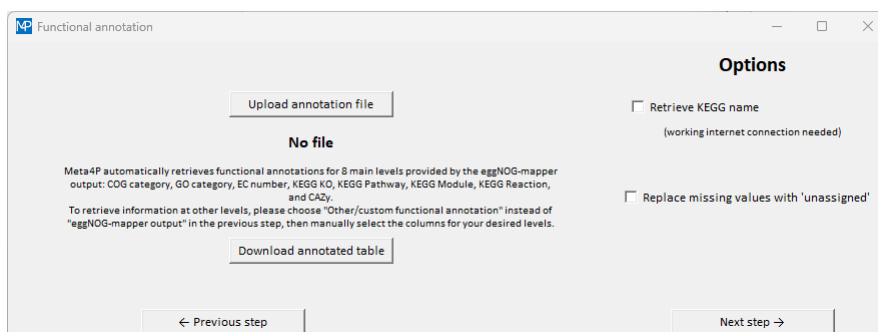 MP Functional annotation
Options
Upload annotation file
Retrieve KEGG name
(working internet connection needed)
No file
Meta4P automatically retrieves functional annotations for 8 main levels provided by the eggNOG-mapper
output: COG category, GO category, EC number, KEGG KO, KEGG Pathway, KEGG Module, KEGG Reaction,
and CAZy.
To retrieve information at other levels, please choose "Other/custom functional annotation" instead of
"eggNOG-mapper output" in the previous step, then manually select the columns for your desired levels.
Replace missing values with 'unassigned'
Download annotated table
← Previous step
Next step →